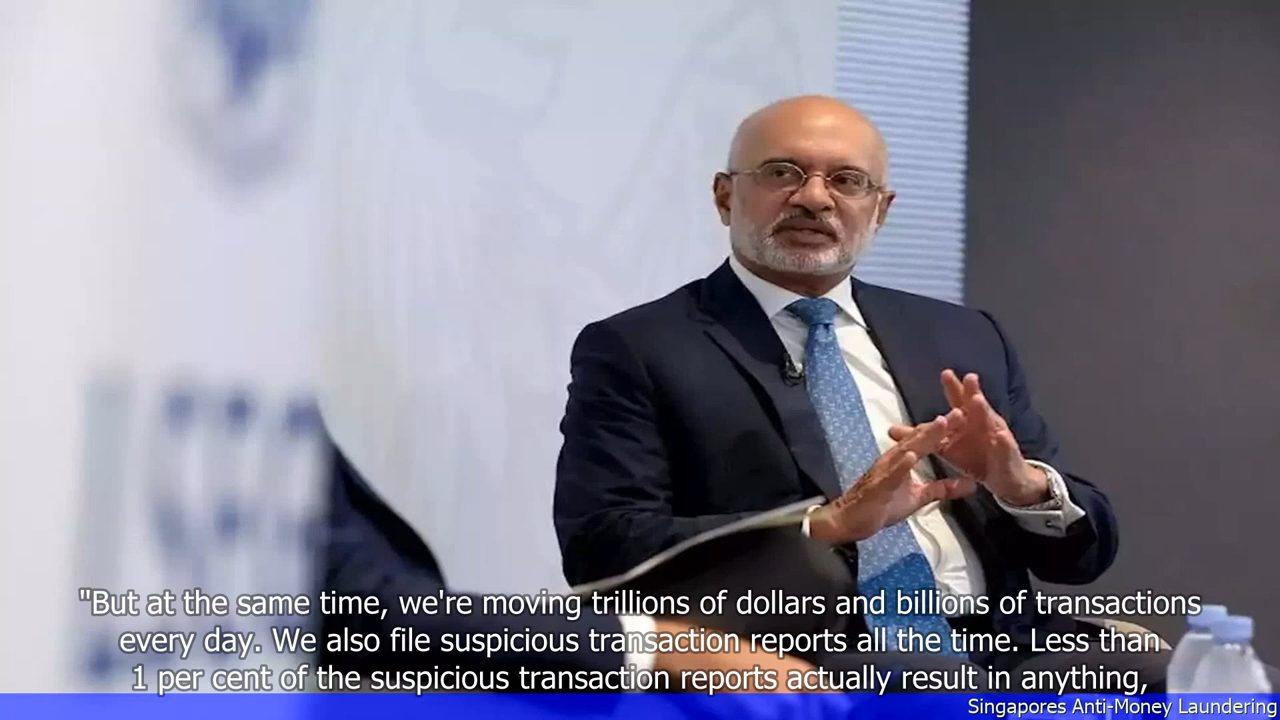 "But at the same time, we're moving trillions of dollars and billions of transactions
every day. We also file suspicious transaction reports all the time. Less than
1 per cent of the suspicious transaction reports actually result in anything,
Singapores Anti-Money Laundering